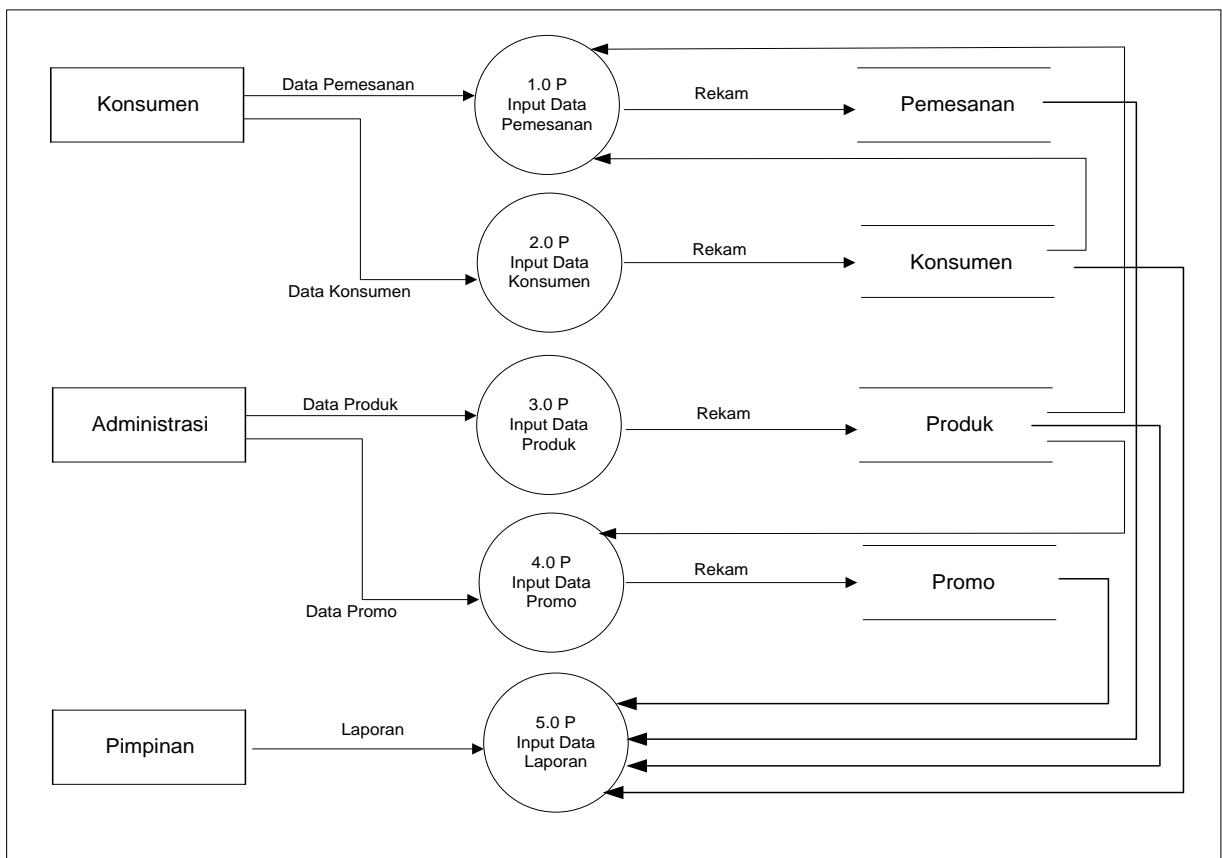 Konsumen
Data Pemesanan
1.0 P
Input Data
Pemesanan
Rekam
Pemesanan
2.0 P
Input Data
Konsumen
Rekam
Konsumen
Data Konsumen
Administrasi
Data Produk
3.0 P
Input Data
Produk
Rekam
Produk
4.0 P
Input Data
Promo
Rekam
Promo
Data Promo
Pimpinan
Laporan
5.0 P
Input Data
Laporan